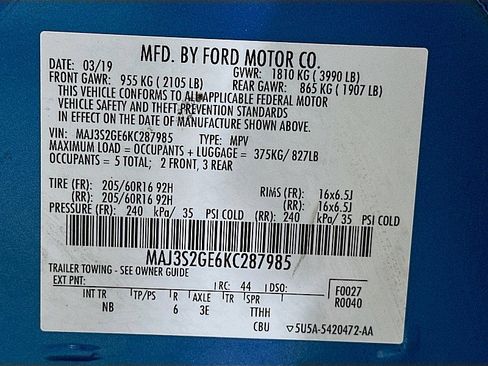 MFD. BY FORD MOTOR CO.
DATE: 03/19 GVWR: 1810 KG ( 3990 LB)
FRONT GAWR: 955 KG ( 2105 LB) REAR GAWR: 865 KG ( 1907 LB)
THIS VEHICLE CONFORMS TO ALL APPLICABLE FEDERAL MOTOR
VEHICLE SAFETY AND THEFT PREVENTION STANDARDS
IN EFFECT ON THE DATE OF MANUFACTURE SHOWN ABOVE.
VIN: MAJ3S2GE6KC287985 TYPE: MPV
MAXIMUM LOAD = OCCUPANTS + LUGGAGE = 375KG/ 827LB
OCCUPANTS = 5 TOTAL; 2 FRONT, 3 REAR
TIRE (FR): 205/60R16 92H RIMS (FR): 16x6.5J
(RR): 205/60R16 92H (RR): 16x6.5J
PRESSURE (FR): 240 kPa/ 35 PSI COLD (RR): 240 kPa/ 35 PSI COLD
MAJ3S2GE6KC287985
TRAILER TOWING - SEE OWNER GUIDE
EXT PNT: RC: 44 DSO: F0027
R0040
INT TR TP/PS R AXLE TR SPR
NB 6 3E TTHH
CBU ▽5U5A-5420472-AA